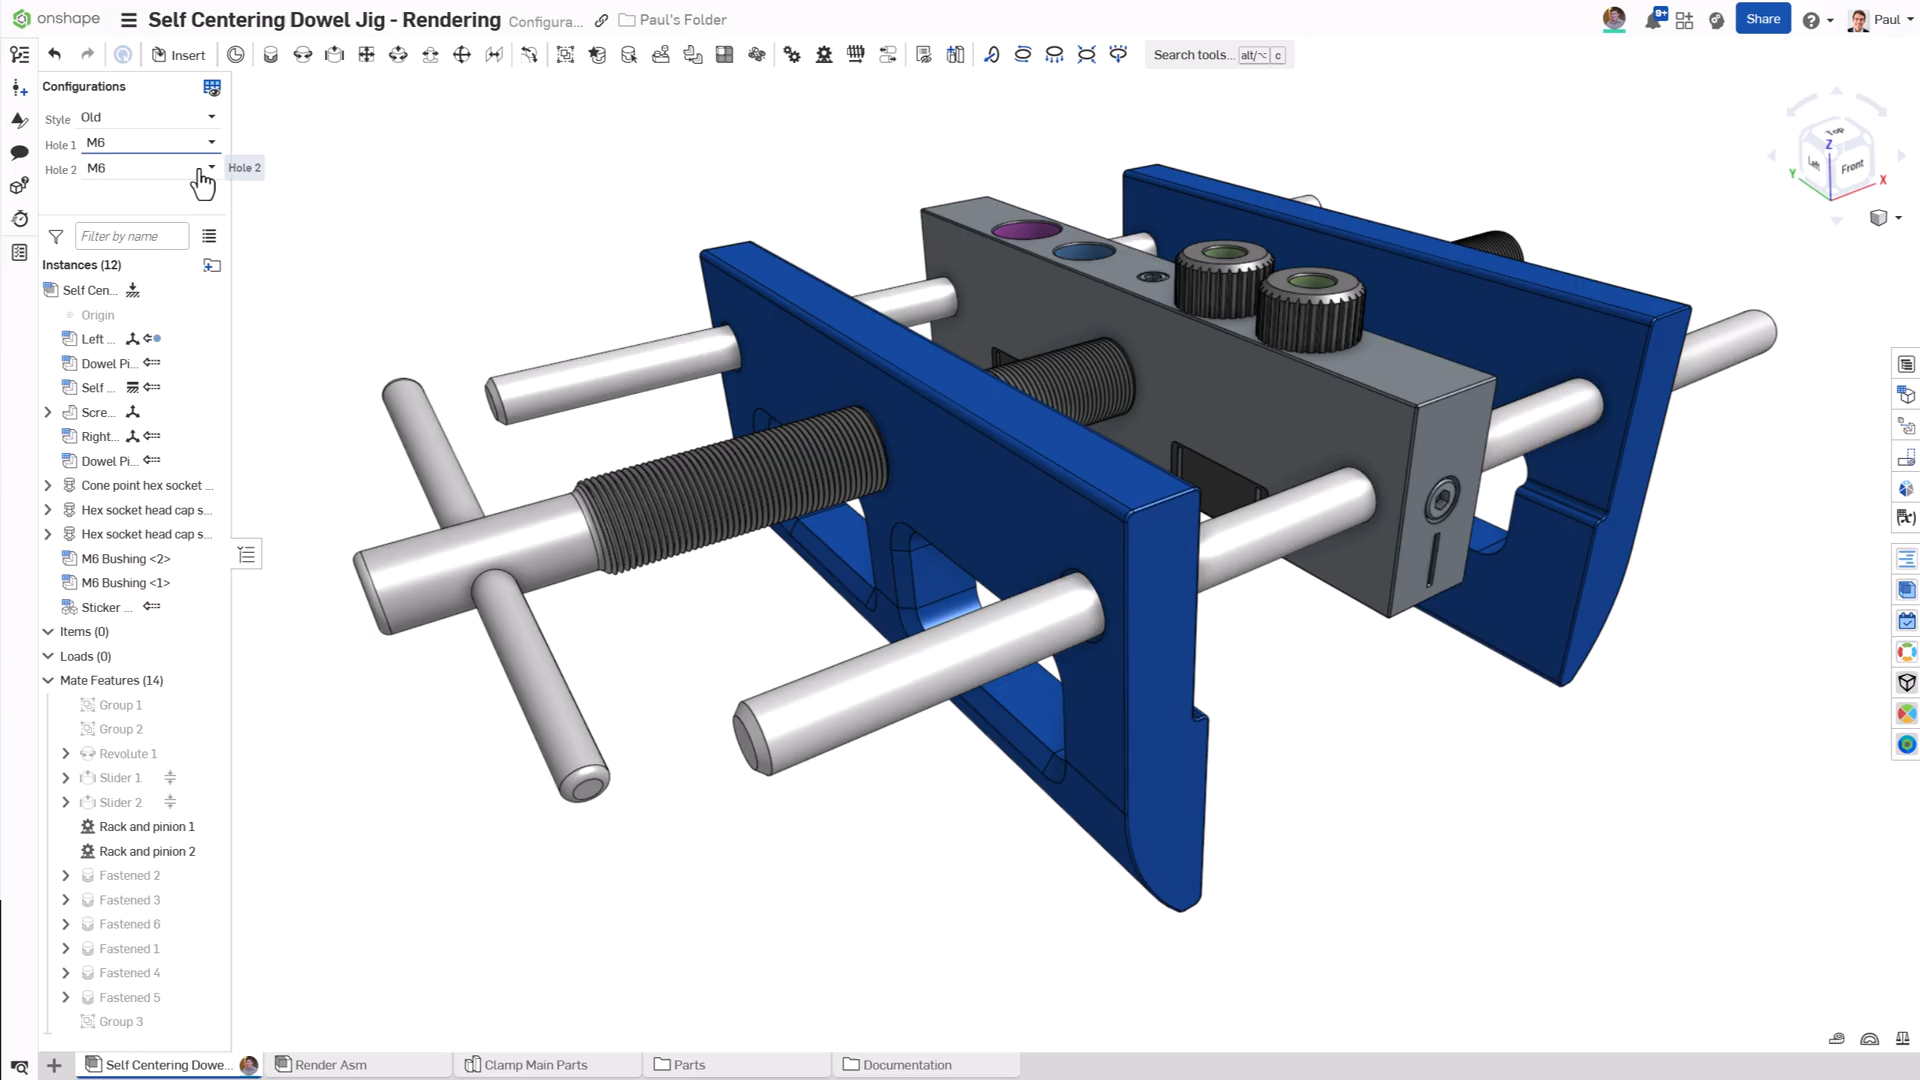 onshape
Self Centering Dowel Jig - Rendering
Configura...
Paul's Folder
9+
Share
Paul
Insert
Search tools... alt/⌥ c
Configurations
Style Old
Hole 1 M6
Hole 2 M6
Hole 2
Filter by name
Instances (12)
Self Cen...
Origin
Left ...
Dowel Pi...
Self ...
Scre...
Right...
Dowel Pi...
Cone point hex socket ...
Hex socket head cap s...
Hex socket head cap s...
M6 Bushing <2>
M6 Bushing <1>
Sticker ...
Items (0)
Loads (0)
Mate Features (14)
Group 1
Group 2
Revolute 1
Slider 1
Slider 2
Rack and pinion 1
Rack and pinion 2
Fastened 2
Fastened 3
Fastened 6
Fastened 1
Fastened 4
Fastened 5
Group 3
Top
Left
Front
Z
Y
X
Self Centering Dowe...
Render Asm
Clamp Main Parts
Parts
Documentation